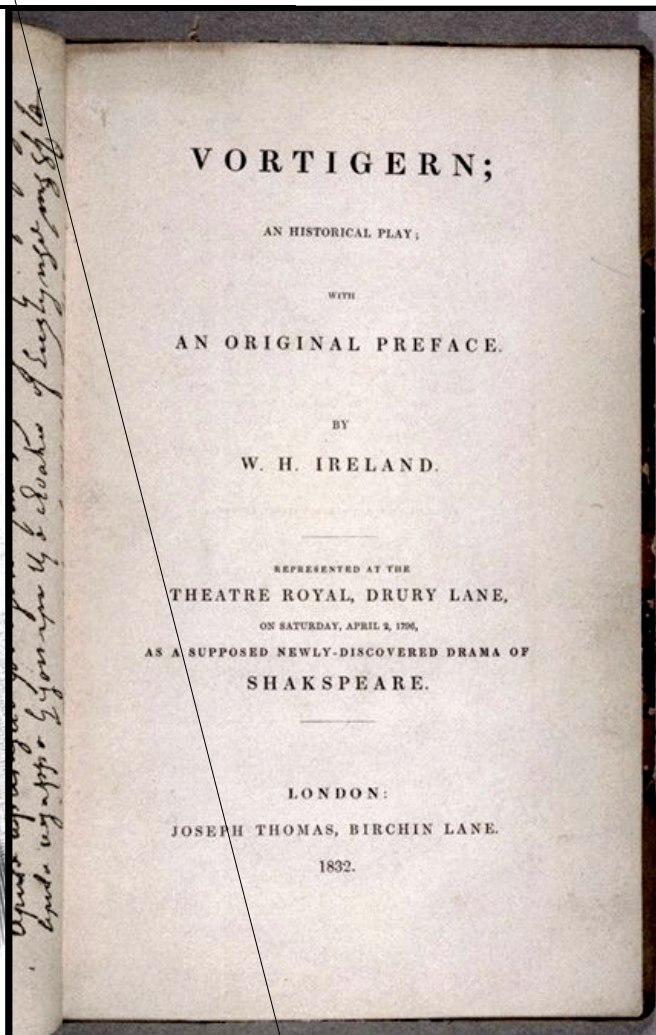 VORTIGERN;
AN HISTORICAL PLAY;
WITH
AN ORIGINAL PREFACE.
BY
W. H. IRELAND.
REPRESENTED AT THE
THEATRE ROYAL, DRURY LANE,
ON SATURDAY, APRIL 2, 1796,
AS A SUPPOSED NEWLY-DISCOVERED DRAMA OF
SHAKSPEARE.
LONDON:
JOSEPH THOMAS, BIRCHIN LANE.
1832.